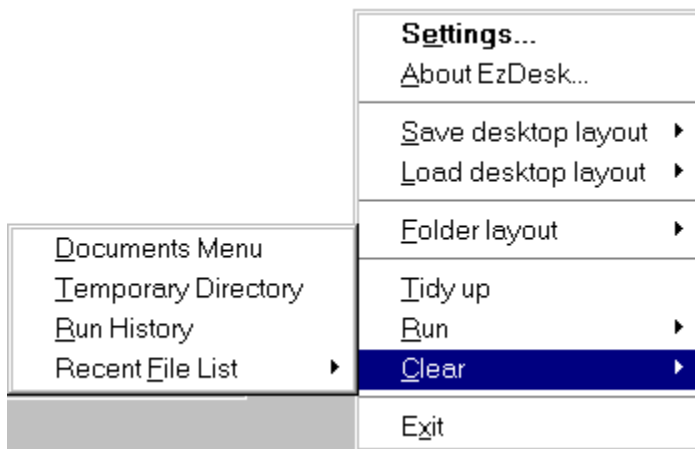 Settings...
About EzDesk...
Save desktop layout
Load desktop layout
Folder layout
Tidy up
Run
Clear
Exit
Documents Menu
Temporary Directory
Run History
Recent File List